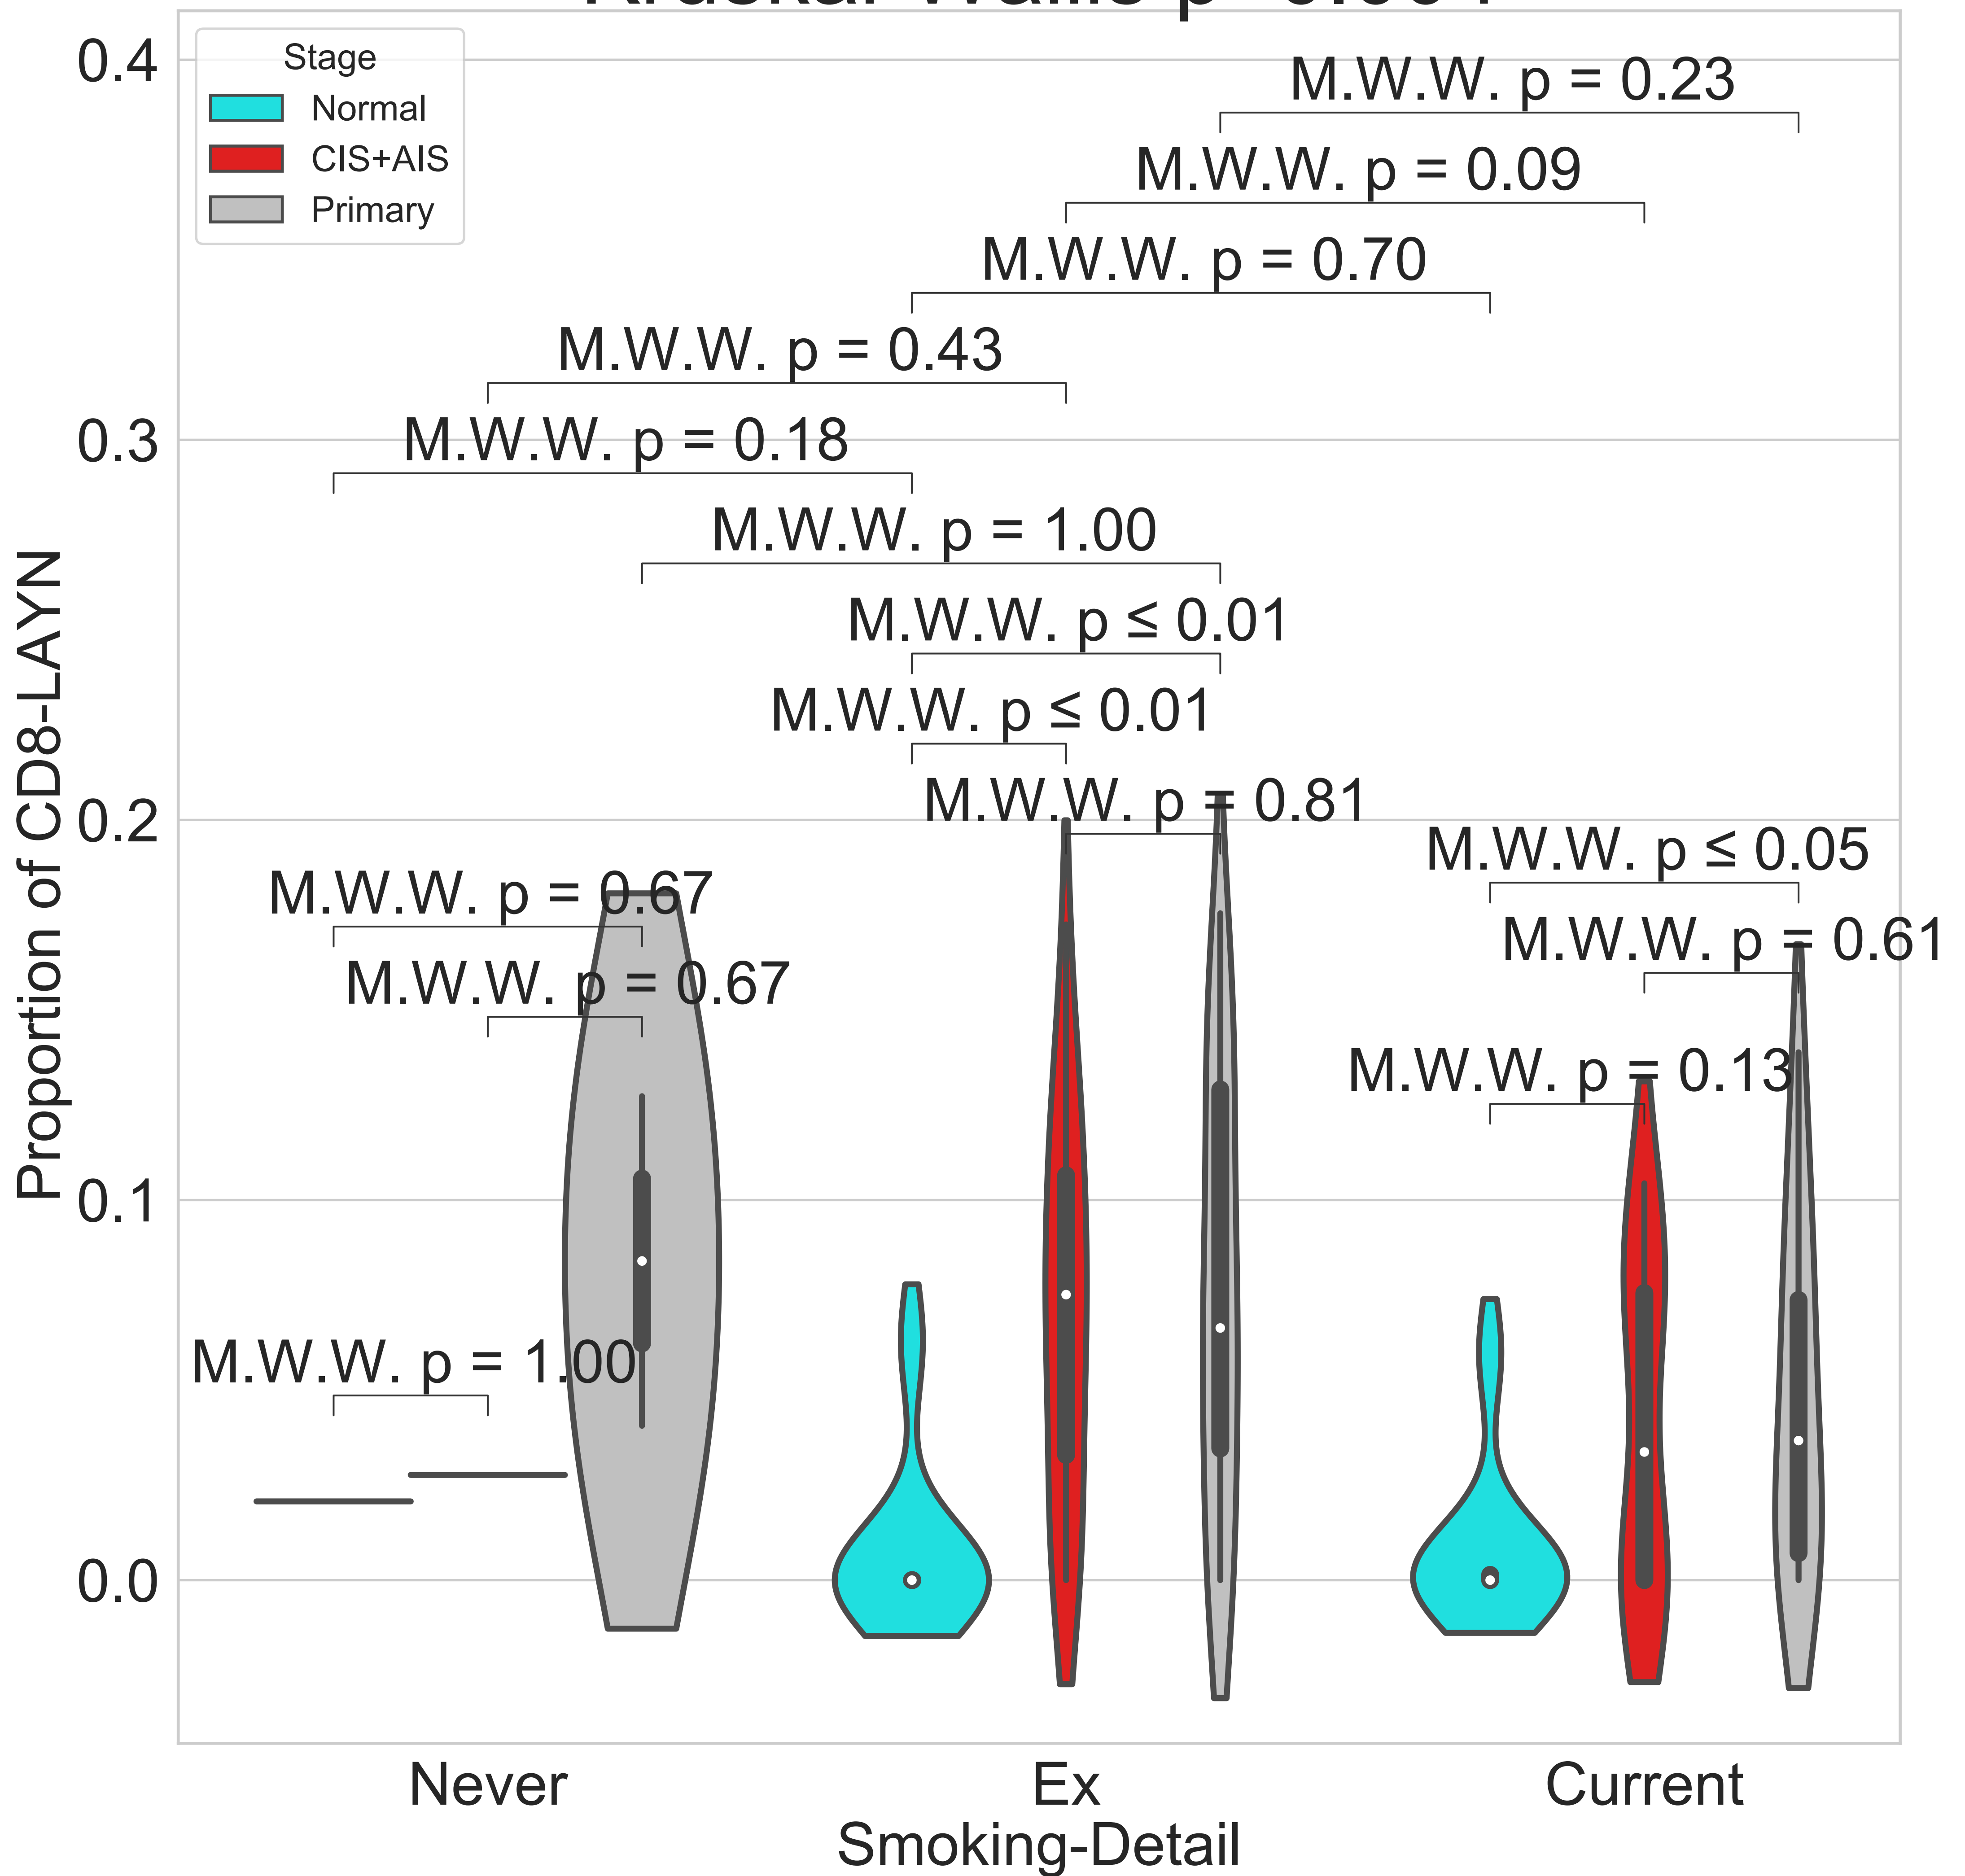 0.4
0.3
0.2
0.1
0.0
Proportion of CD8-LAYN
Stage
Normal
CIS+AIS
Primary
M.W.W. p = 0.23
M.W.W. p = 0.09
M.W.W. p = 0.70
M.W.W. p = 0.43
M.W.W. p = 0.18
M.W.W. p = 1.00
M.W.W. p ≤ 0.01
M.W.W. p ≤ 0.01
M.W.W. p = 0.81
M.W.W. p ≤ 0.05
M.W.W. p = 0.67
M.W.W. p = 0.61
M.W.W. p = 0.67
M.W.W. p = 0.13
M.W.W. p = 1.00
Never
Ex
Current
Smoking-Detail